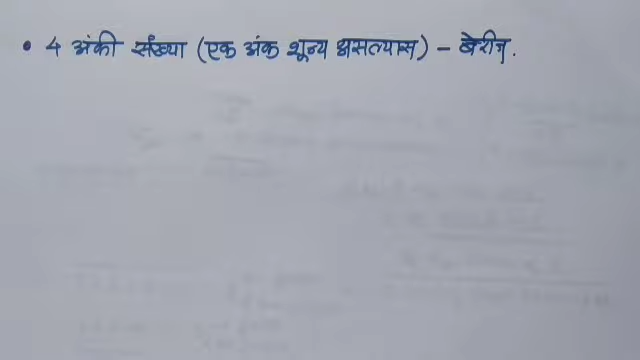 • 4 अंकी संख्या (एक अंक शून्य असल्यास) – बेरीज.